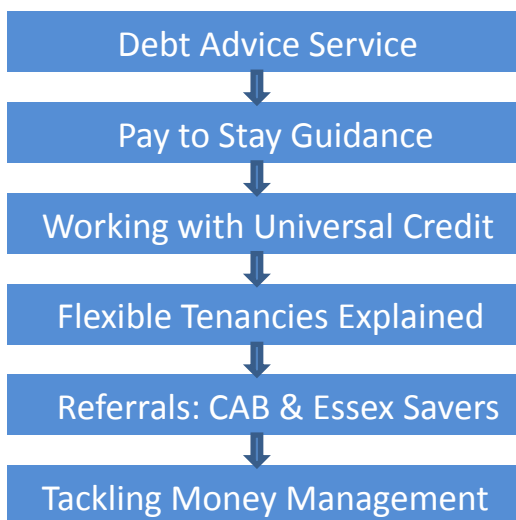 Debt Advice Service
Pay to Stay Guidance
Working with Universal Credit
Flexible Tenancies Explained
Referrals: CAB & Essex Savers
Tackling Money Management